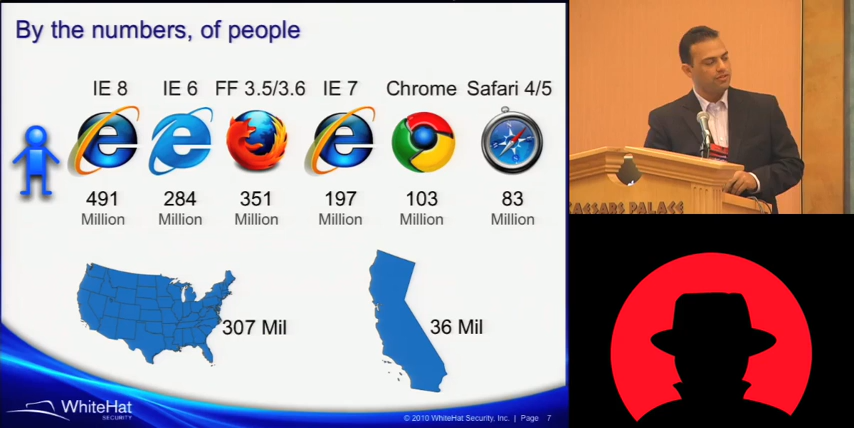 By the numbers, of people
IE 8 IE 6 FF 3.5/3.6 IE 7 Chrome Safari 4/5
491 284 351 197 103 83
Million Million Million Million Million Million
307 Mil 36 Mil
WhiteHat
SECURITY
© 2010 WhiteHat Security, Inc. | Page 7
CAESARS PALACE